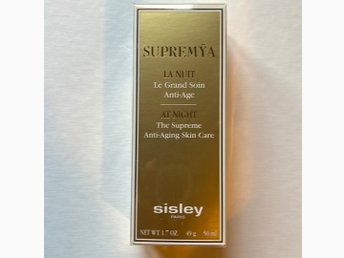 SUPREMŸA
LA NUIT
Le Grand Soin
Anti-Age
AT NIGHT
The Supreme
Anti-Aging Skin Care
sisley
PARIS
NET WT 1.7 OZ 49 g 50 ml